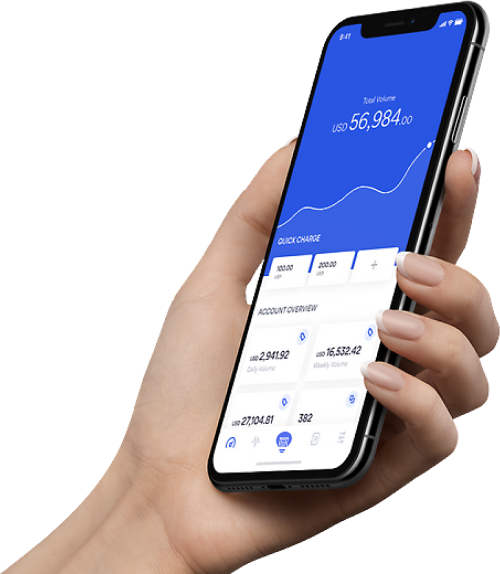 9:41
Total Volume
USD 56,984.00
QUICK CHARGE
100.00
USD
200.00
USD
+
ACCOUNT OVERVIEW
USD 2,941.92
Daily Volume
USD 16,532.42
Weekly Volume
USD 27,104.81
382